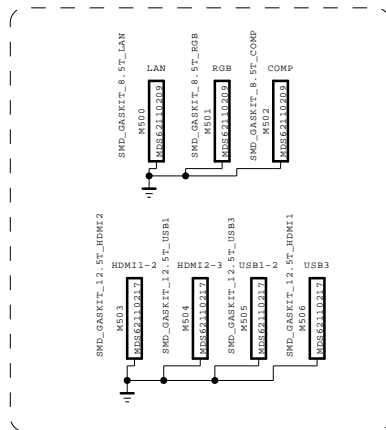 LAN
SMD_GASKIT_8.5T_LAN
M500
MDS62110209
RGB
SMD_GASKIT_8.5T_RGB
M501
MDS62110209
COMP
SMD_GASKIT_8.5T_COMP
M502
MDS62110209
HDMI1-2
SMD_GASKIT_12.5T_HDMI2
M503
MDS62110217
HDMI2-3
SMD_GASKIT_12.5T_USB1
M504
MDS62110217
USB1-2
SMD_GASKIT_12.5T_USB3
M505
MDS62110217
USB3
SMD_GASKIT_12.5T_HDMI1
M506
MDS62110217